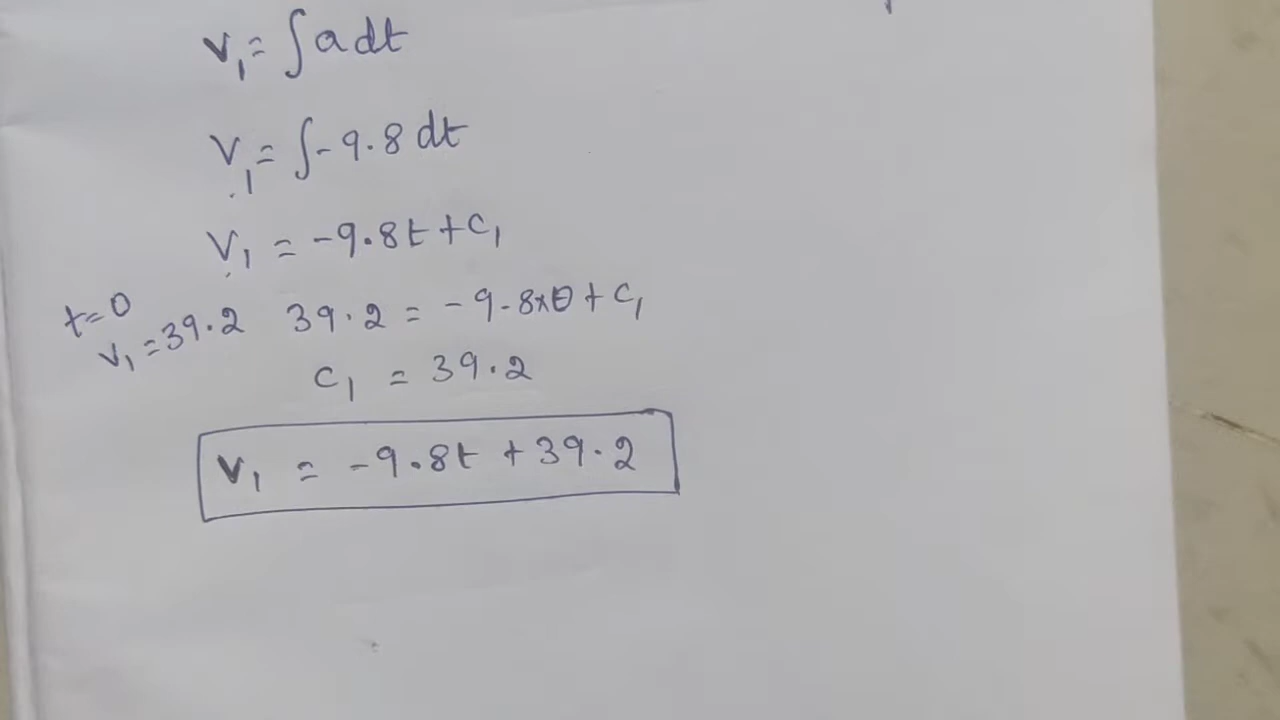 v₁ = ∫a dt
V₁ = ∫-9.8 dt
V₁ = -9.8t + c₁
t=0
v₁ = 39.2 39.2 = -9.8×0 + C₁
C₁ = 39.2
V₁ = -9.8t + 39.2